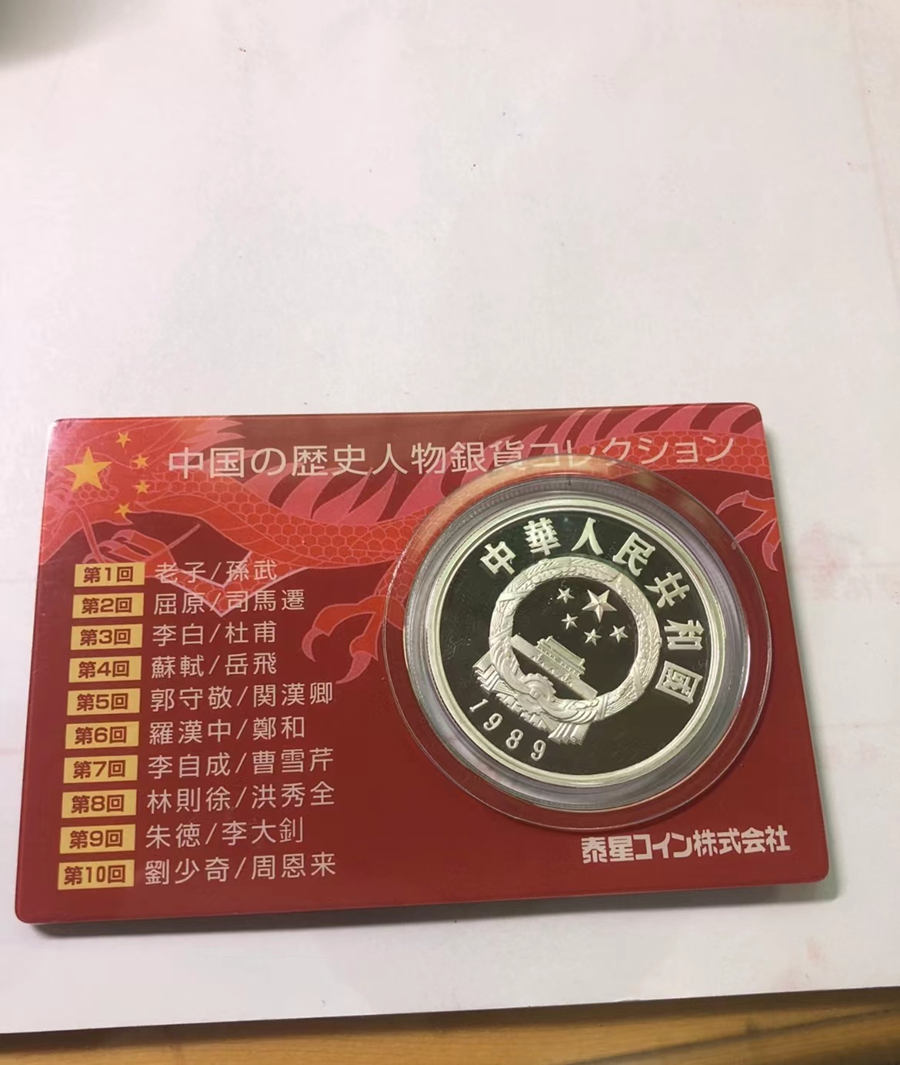 中国の歴史人物銀貨コレクション
第1回 老子/孫武
第2回 屈原/司馬遷
第3回 李白/杜甫
第4回 蘇軾/岳飛
第5回 郭守敬/関漢卿
第6回 羅漢中/鄭和
第7回 李自成/曹雪芹
第8回 林則徐/洪秀全
第9回 朱徳/李大釗
第10回 劉少奇/周恩来
中華人民共和國
1989
泰星コイン株式会社